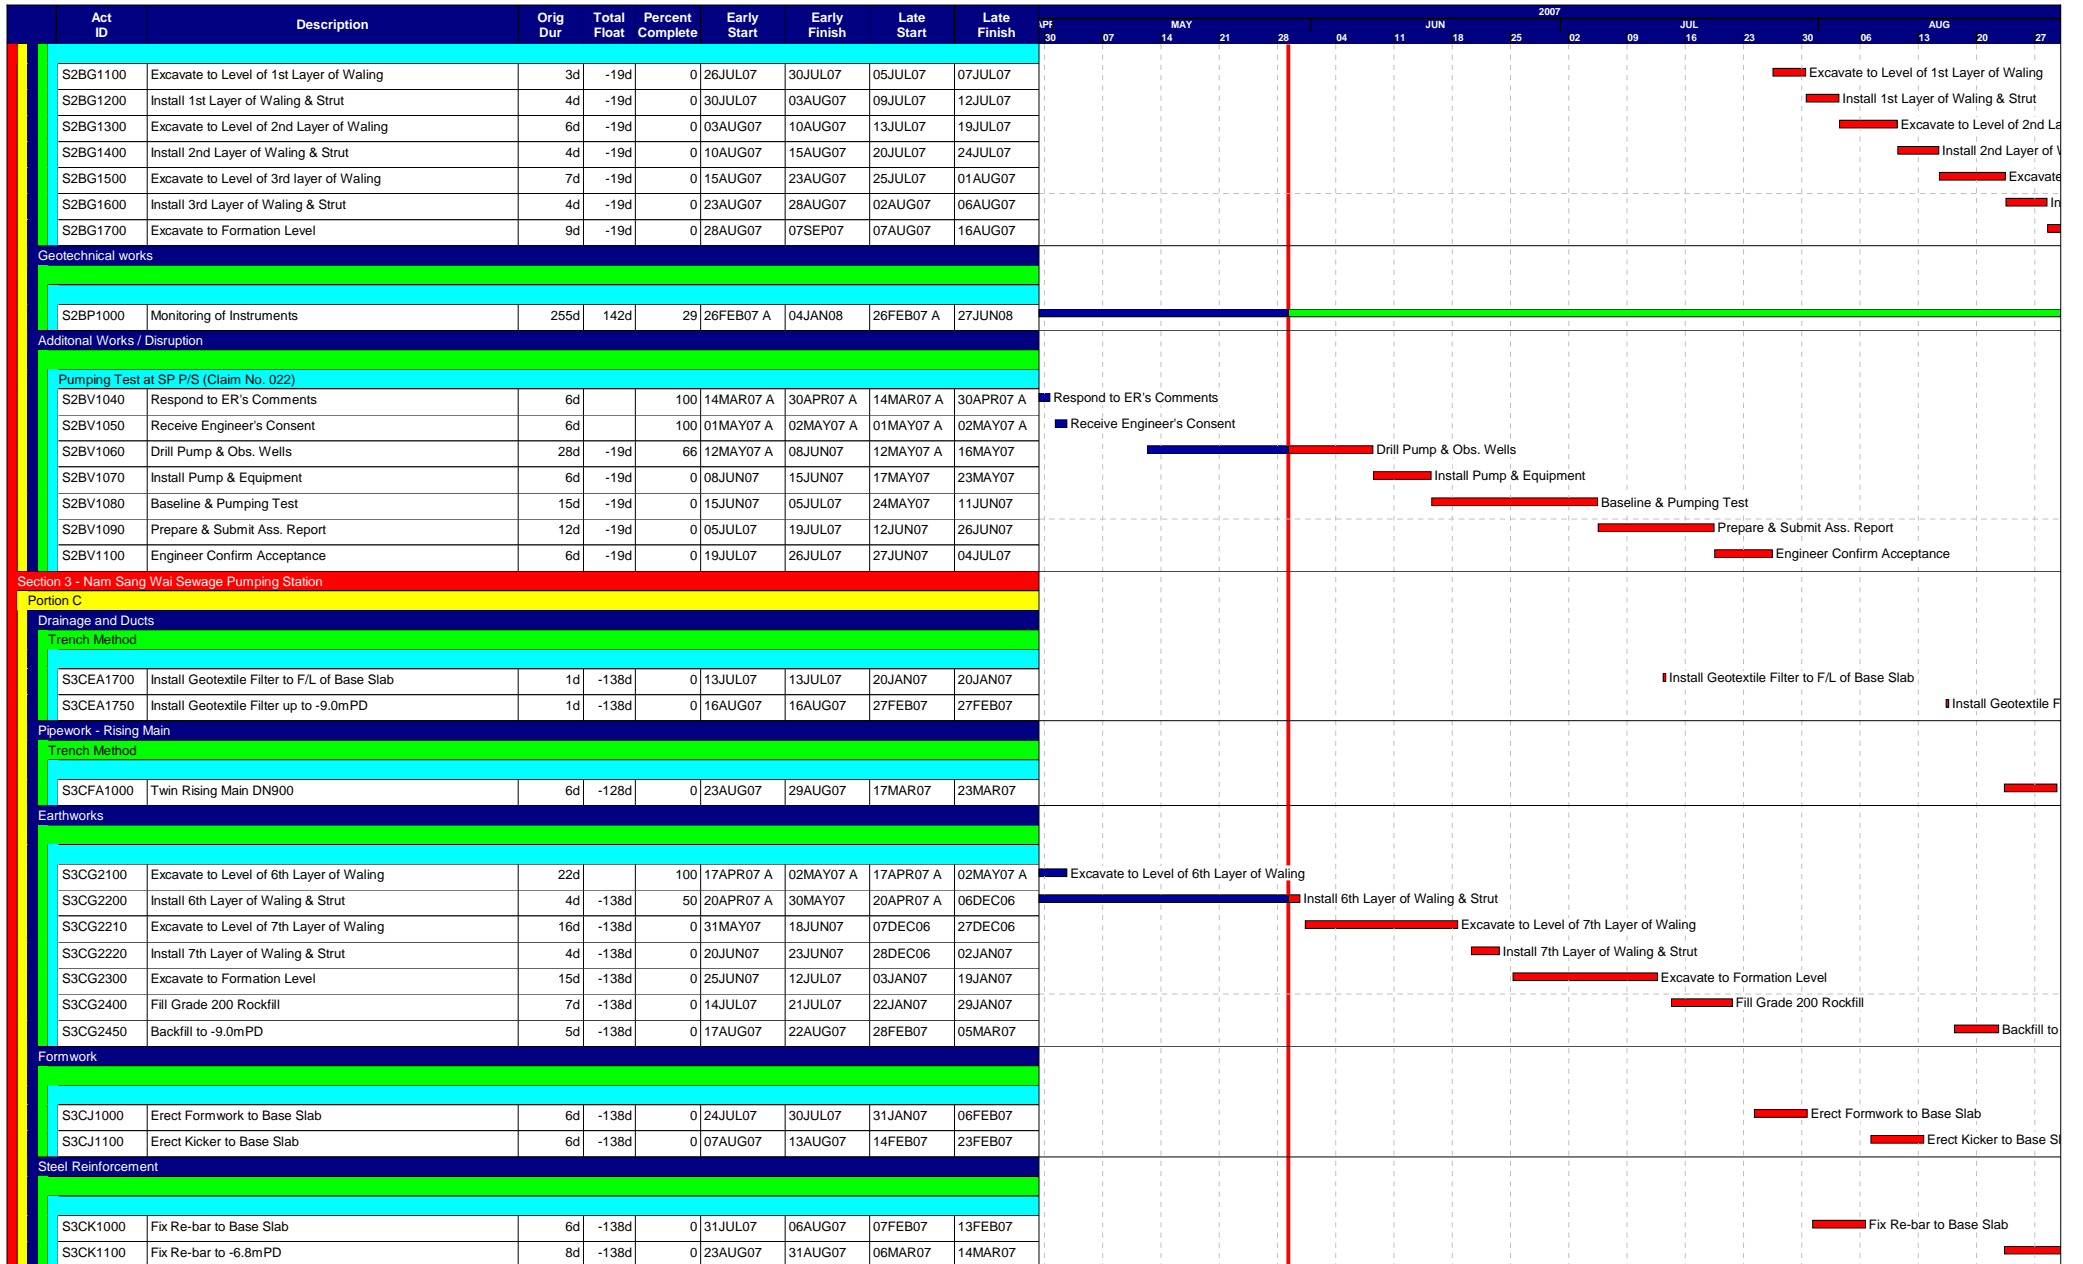 Act ID Description Orig Dur Total Float Percent Complete Early Start Early Finish Late Start Late Finish
2007
APR MAY JUN JUL AUG
30 07 14 21 28 04 11 18 25 02 09 16 23 30 06 13 20 27
S2BG1100 Excavate to Level of 1st Layer of Waling 3d -19d 0 26JUL07 30JUL07 05JUL07 07JUL07 Excavate to Level of 1st Layer of Waling
S2BG1200 Install 1st Layer of Waling & Strut 4d -19d 0 30JUL07 03AUG07 09JUL07 12JUL07 Install 1st Layer of Waling & Strut
S2BG1300 Excavate to Level of 2nd Layer of Waling 6d -19d 0 03AUG07 10AUG07 13JUL07 19JUL07 Excavate to Level of 2nd La
S2BG1400 Install 2nd Layer of Waling & Strut 4d -19d 0 10AUG07 15AUG07 20JUL07 24JUL07 Install 2nd Layer of W
S2BG1500 Excavate to Level of 3rd layer of Waling 7d -19d 0 15AUG07 23AUG07 25JUL07 01AUG07 Excavate
S2BG1600 Install 3rd Layer of Waling & Strut 4d -19d 0 23AUG07 28AUG07 02AUG07 06AUG07 In
S2BG1700 Excavate to Formation Level 9d -19d 0 28AUG07 07SEP07 07AUG07 16AUG07
Geotechnical works
S2BP1000 Monitoring of Instruments 255d 142d 29 26FEB07 A 04JAN08 26FEB07 A 27JUN08
Additonal Works / Disruption
Pumping Test at SP P/S (Claim No. 022)
S2BV1040 Respond to ER's Comments 6d 100 14MAR07 A 30APR07 A 14MAR07 A 30APR07 A Respond to ER's Comments
S2BV1050 Receive Engineer's Consent 6d 100 01MAY07 A 02MAY07 A 01MAY07 A 02MAY07 A Receive Engineer's Consent
S2BV1060 Drill Pump & Obs. Wells 28d -19d 66 12MAY07 A 08JUN07 12MAY07 A 16MAY07 Drill Pump & Obs. Wells
S2BV1070 Install Pump & Equipment 6d -19d 0 08JUN07 15JUN07 17MAY07 23MAY07 Install Pump & Equipment
S2BV1080 Baseline & Pumping Test 15d -19d 0 15JUN07 05JUL07 24MAY07 11JUN07 Baseline & Pumping Test
S2BV1090 Prepare & Submit Ass. Report 12d -19d 0 05JUL07 19JUL07 12JUN07 26JUN07 Prepare & Submit Ass. Report
S2BV1100 Engineer Confirm Acceptance 6d -19d 0 19JUL07 26JUL07 27JUN07 04JUL07 Engineer Confirm Acceptance
Section 3 - Nam Sang Wai Sewage Pumping Station
Portion C
Drainage and Ducts
Trench Method
S3CEA1700 Install Geotextile Filter to F/L of Base Slab 1d -138d 0 13JUL07 13JUL07 20JAN07 20JAN07 Install Geotextile Filter to F/L of Base Slab
S3CEA1750 Install Geotextile Filter up to -9.0mPD 1d -138d 0 16AUG07 16AUG07 27FEB07 27FEB07 Install Geotextile F
Pipework - Rising Main
Trench Method
S3CFA1000 Twin Rising Main DN900 6d -128d 0 23AUG07 29AUG07 17MAR07 23MAR07
Earthworks
S3CG2100 Excavate to Level of 6th Layer of Waling 22d 100 17APR07 A 02MAY07 A 17APR07 A 02MAY07 A Excavate to Level of 6th Layer of Waling
S3CG2200 Install 6th Layer of Waling & Strut 4d -138d 50 20APR07 A 30MAY07 20APR07 A 06DEC06 Install 6th Layer of Waling & Strut
S3CG2210 Excavate to Level of 7th Layer of Waling 16d -138d 0 31MAY07 18JUN07 07DEC06 27DEC06 Excavate to Level of 7th Layer of Waling
S3CG2220 Install 7th Layer of Waling & Strut 4d -138d 0 20JUN07 23JUN07 28DEC06 02JAN07 Install 7th Layer of Waling & Strut
S3CG2300 Excavate to Formation Level 15d -138d 0 25JUN07 12JUL07 03JAN07 19JAN07 Excavate to Formation Level
S3CG2400 Fill Grade 200 Rockfill 7d -138d 0 14JUL07 21JUL07 22JAN07 29JAN07 Fill Grade 200 Rockfill
S3CG2450 Backfill to -9.0mPD 5d -138d 0 17AUG07 22AUG07 28FEB07 05MAR07 Backfill to
Formwork
S3CJ1000 Erect Formwork to Base Slab 6d -138d 0 24JUL07 30JUL07 31JAN07 06FEB07 Erect Formwork to Base Slab
S3CJ1100 Erect Kicker to Base Slab 6d -138d 0 07AUG07 13AUG07 14FEB07 23FEB07 Erect Kicker to Base Sl
Steel Reinforcement
S3CK1000 Fix Re-bar to Base Slab 6d -138d 0 31JUL07 06AUG07 07FEB07 13FEB07 Fix Re-bar to Base Slab
S3CK1100 Fix Re-bar to -6.8mPD 8d -138d 0 23AUG07 31AUG07 06MAR07 14MAR07